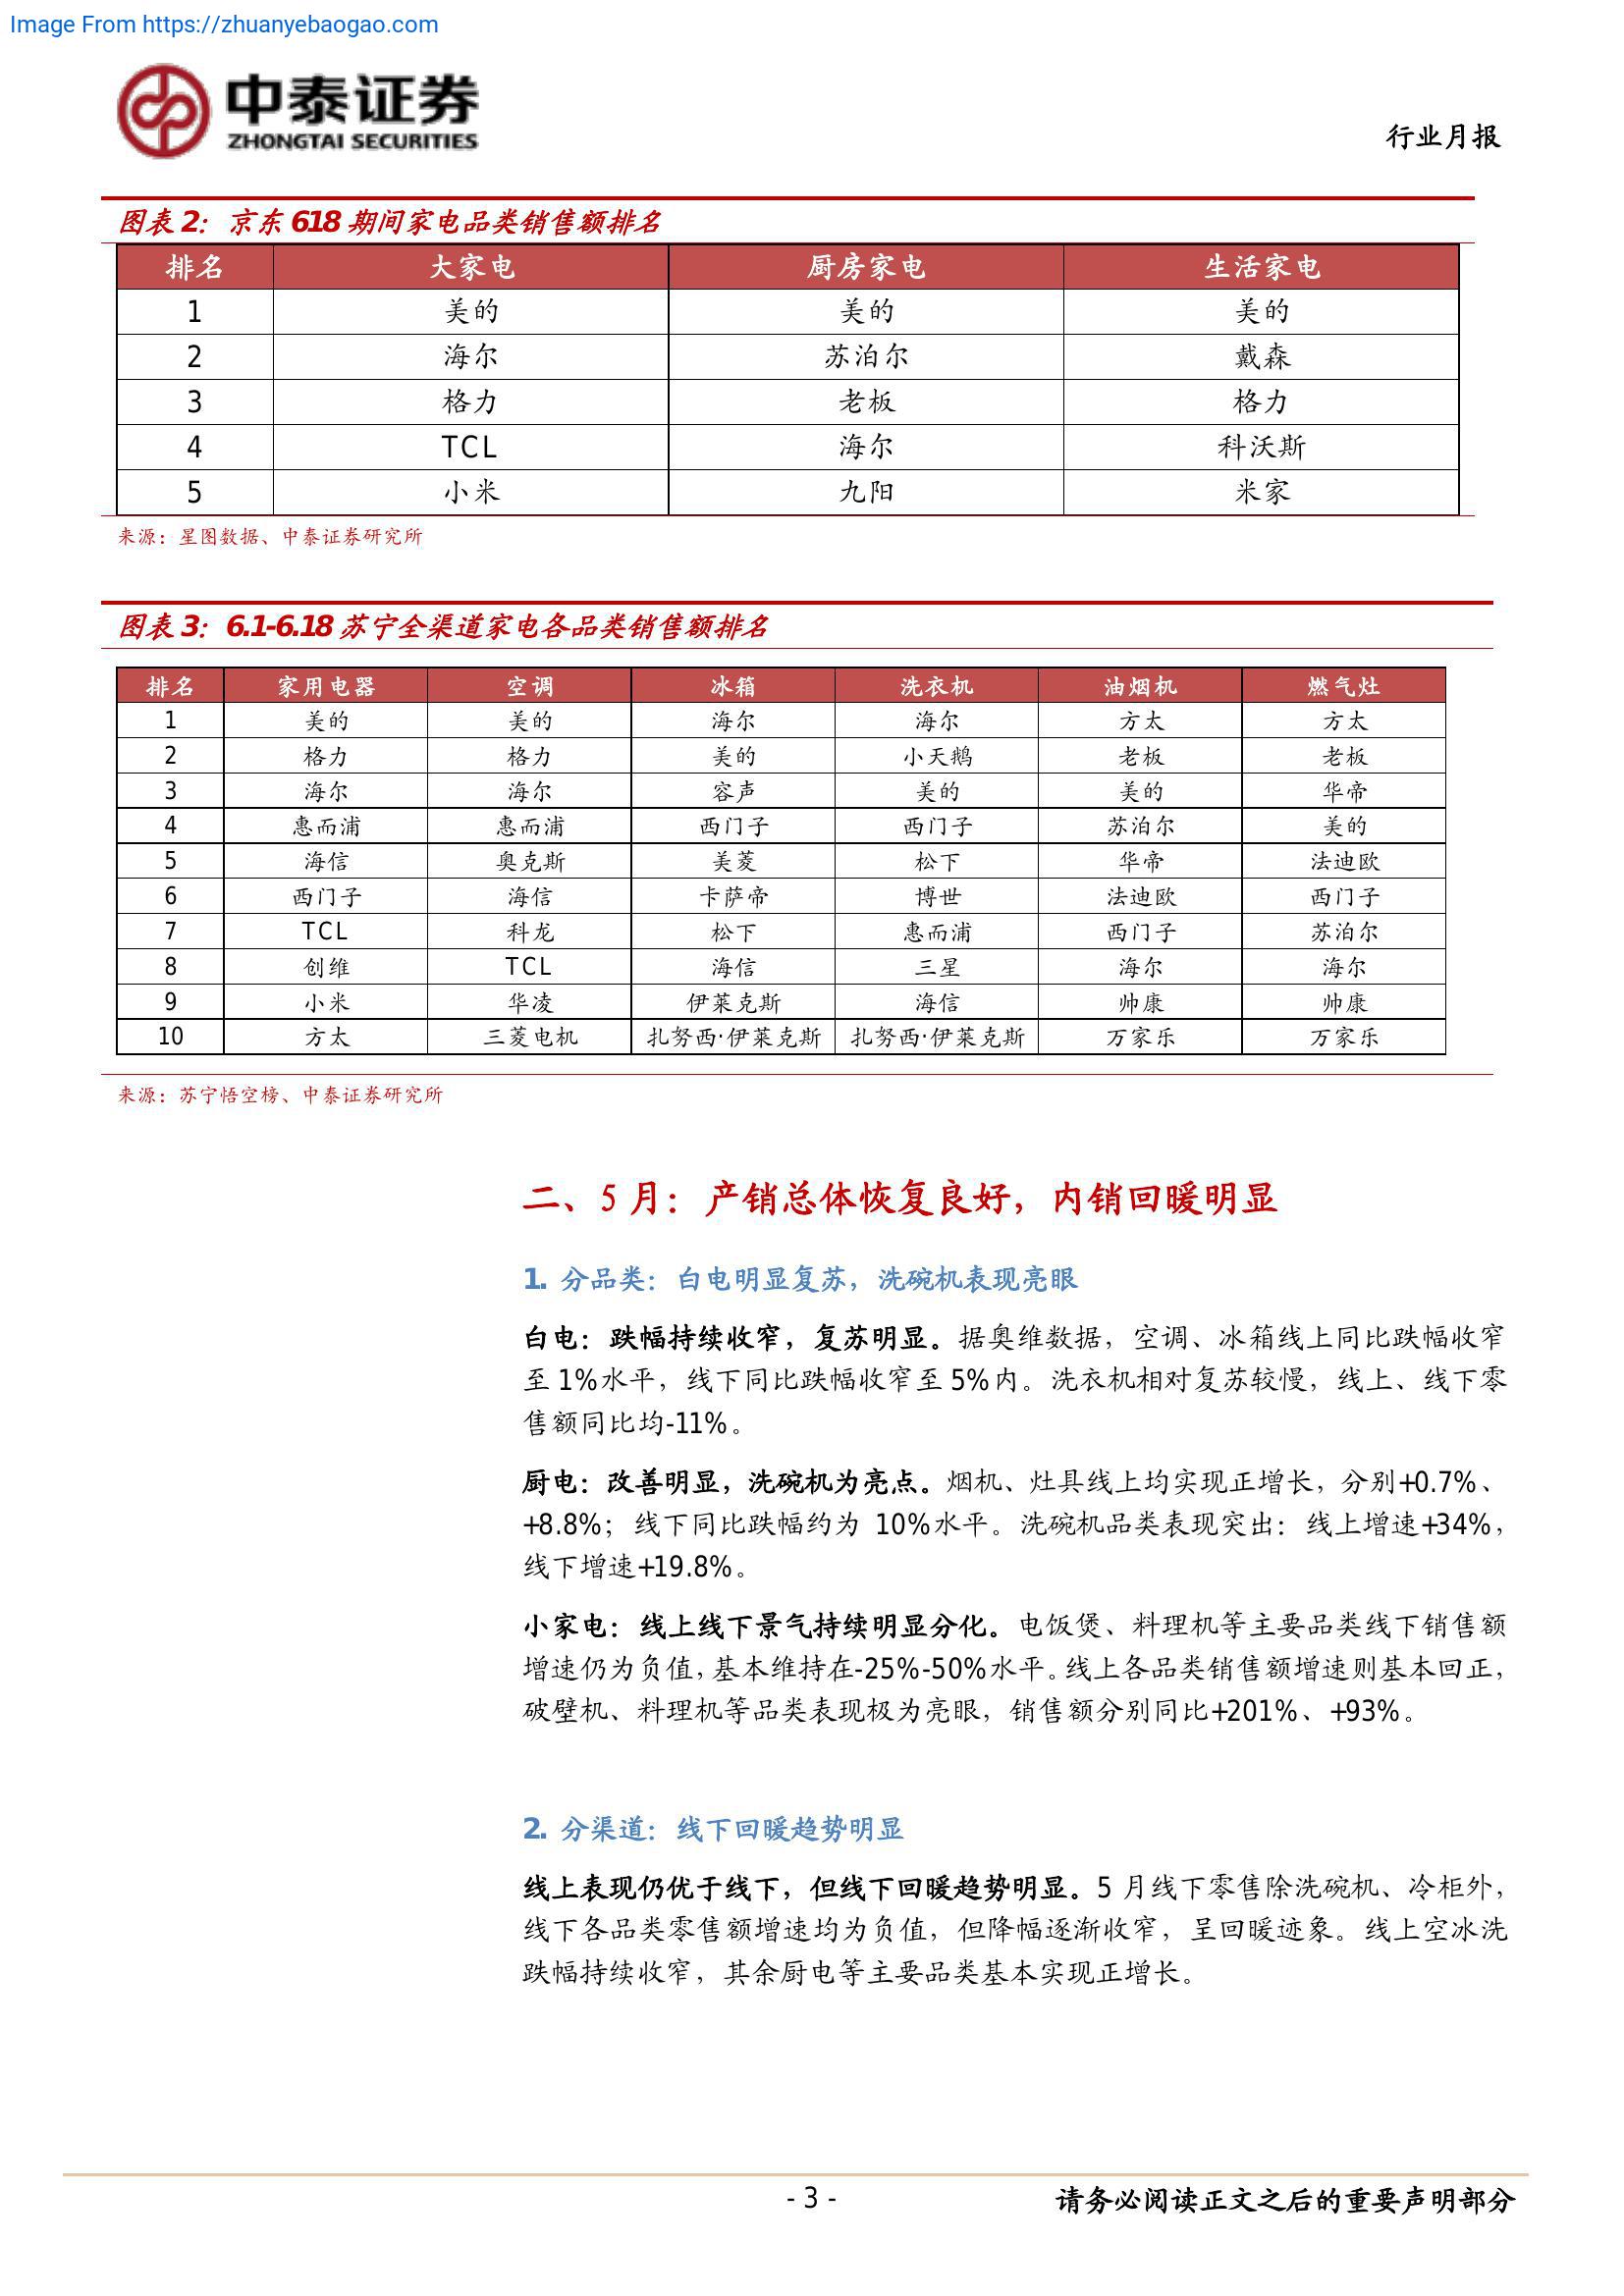 Image From https://zhuanyebaogao.com
中泰证券
ZHONGTAI SECURITIES
行业月报
图表 2：京东 618 期间家电品类销售额排名
排名 大家电 厨房家电 生活家电
1 美的 美的 美的
2 海尔 苏泊尔 戴森
3 格力 老板 格力
4 TCL 海尔 科沃斯
5 小米 九阳 米家
来源：星图数据、中泰证券研究所
图表 3：6.1-6.18 苏宁全渠道家电各品类销售额排名
排名 家用电器 空调 冰箱 洗衣机 油烟机 燃气灶
1 美的 美的 海尔 海尔 方太 方太
2 格力 格力 美的 小天鹅 老板 老板
3 海尔 海尔 容声 美的 美的 华帝
4 惠而浦 惠而浦 西门子 西门子 苏泊尔 美的
5 海信 奥克斯 美菱 松下 华帝 法迪欧
6 西门子 海信 卡萨帝 博世 法迪欧 西门子
7 TCL 科龙 松下 惠而浦 西门子 苏泊尔
8 创维 TCL 海信 三星 海尔 海尔
9 小米 华凌 伊莱克斯 海信 帅康 帅康
10 方太 三菱电机 扎努西·伊莱克斯 扎努西·伊莱克斯 万家乐 万家乐
来源：苏宁悟空榜、中泰证券研究所
二、5 月：产销总体恢复良好，内销回暖明显
1. 分品类：白电明显复苏，洗碗机表现亮眼
白电：跌幅持续收窄，复苏明显。据奥维数据，空调、冰箱线上同比跌幅收窄
至 1%水平，线下同比跌幅收窄至 5%内。洗衣机相对复苏较慢，线上、线下零
售额同比均-11%。
厨电：改善明显，洗碗机为亮点。烟机、灶具线上均实现正增长，分别+0.7%、
+8.8%；线下同比跌幅约为 10%水平。洗碗机品类表现突出：线上增速+34%，
线下增速+19.8%。
小家电：线上线下景气持续明显分化。电饭煲、料理机等主要品类线下销售额
增速仍为负值，基本维持在-25%-50%水平。线上各品类销售额增速则基本回正，
破壁机、料理机等品类表现极为亮眼，销售额分别同比+201%、+93%。
2. 分渠道：线下回暖趋势明显
线上表现仍优于线下，但线下回暖趋势明显。5 月线下零售除洗碗机、冷柜外，
线下各品类零售额增速均为负值，但降幅逐渐收窄，呈回暖迹象。线上空冰洗
跌幅持续收窄，其余厨电等主要品类基本实现正增长。
- 3 -
请务必阅读正文之后的重要声明部分